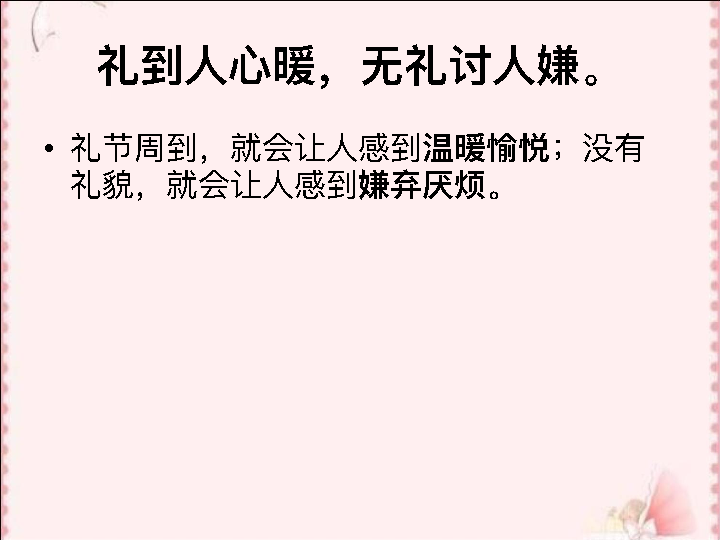 礼到人心暖，无礼讨人嫌。
• 礼节周到，就会让人感到温暖愉悦；没有
礼貌，就会让人感到嫌弃厌烦。